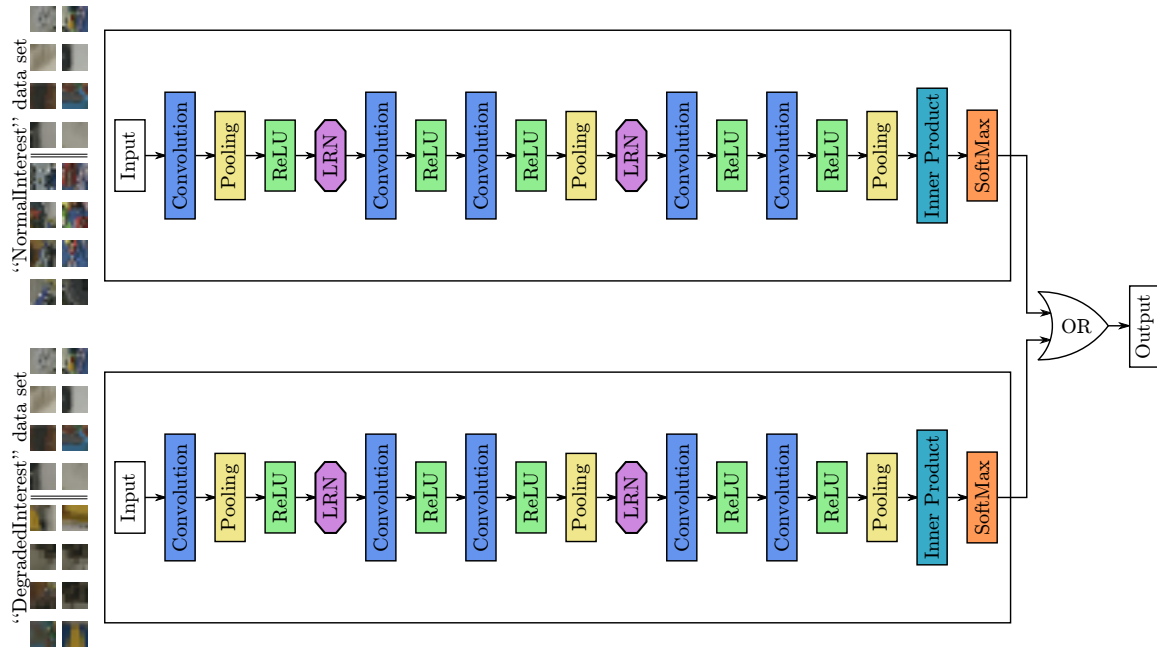 “NormalInterest” data set
Input
Convolution
Pooling
ReLU
LRN
Convolution
ReLU
Convolution
ReLU
Pooling
LRN
Convolution
ReLU
Convolution
ReLU
Pooling
Inner Product
SoftMax
“DegradedInterest” data set
Input
Convolution
Pooling
ReLU
LRN
Convolution
ReLU
Convolution
ReLU
Pooling
LRN
Convolution
ReLU
Convolution
ReLU
Pooling
Inner Product
SoftMax
OR
Output